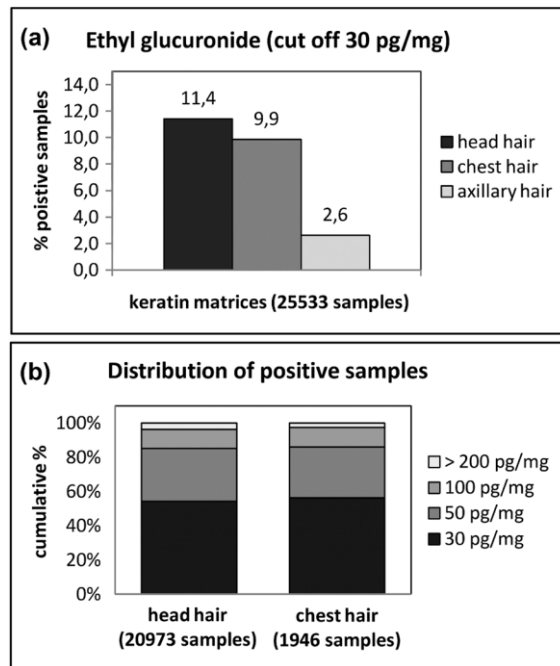 (a) Ethyl glucuronide (cut off 30 pg/mg)
% poistive samples
14,0
12,0
10,0
8,0
6,0
4,0
2,0
0,0
11,4
9,9
2,6
head hair
chest hair
axillary hair
keratin matrices (25533 samples)
(b) Distribution of positive samples
cumulative %
100%
80%
60%
40%
20%
0%
> 200 pg/mg
100 pg/mg
50 pg/mg
30 pg/mg
head hair
(20973 samples)
chest hair
(1946 samples)